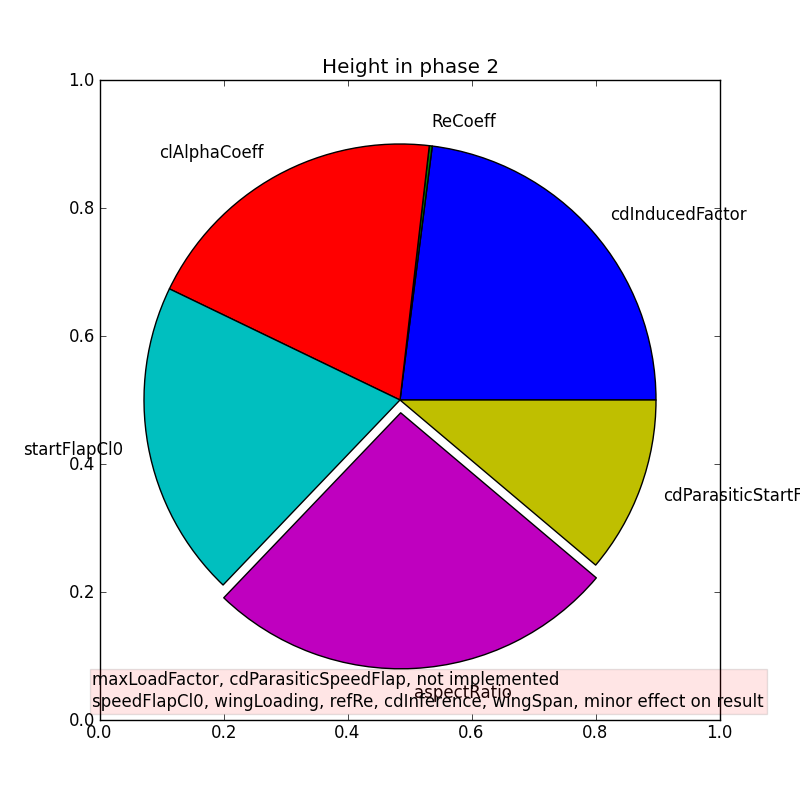 Height in phase 2
1.0
ReCoeff
clAlphaCoeff
0.8
cdInducedFactor
0.6
startFlapCl0
0.4
cdParasiticStartF
0.2
maxLoadFactor, cdParasiticSpeedFlap, not implemented
aspectRatio
speedFlapCl0, wingLoading, refRe, cdInference, wingSpan, minor effect on result
0.0
0.0 0.2 0.4 0.6 0.8 1.0